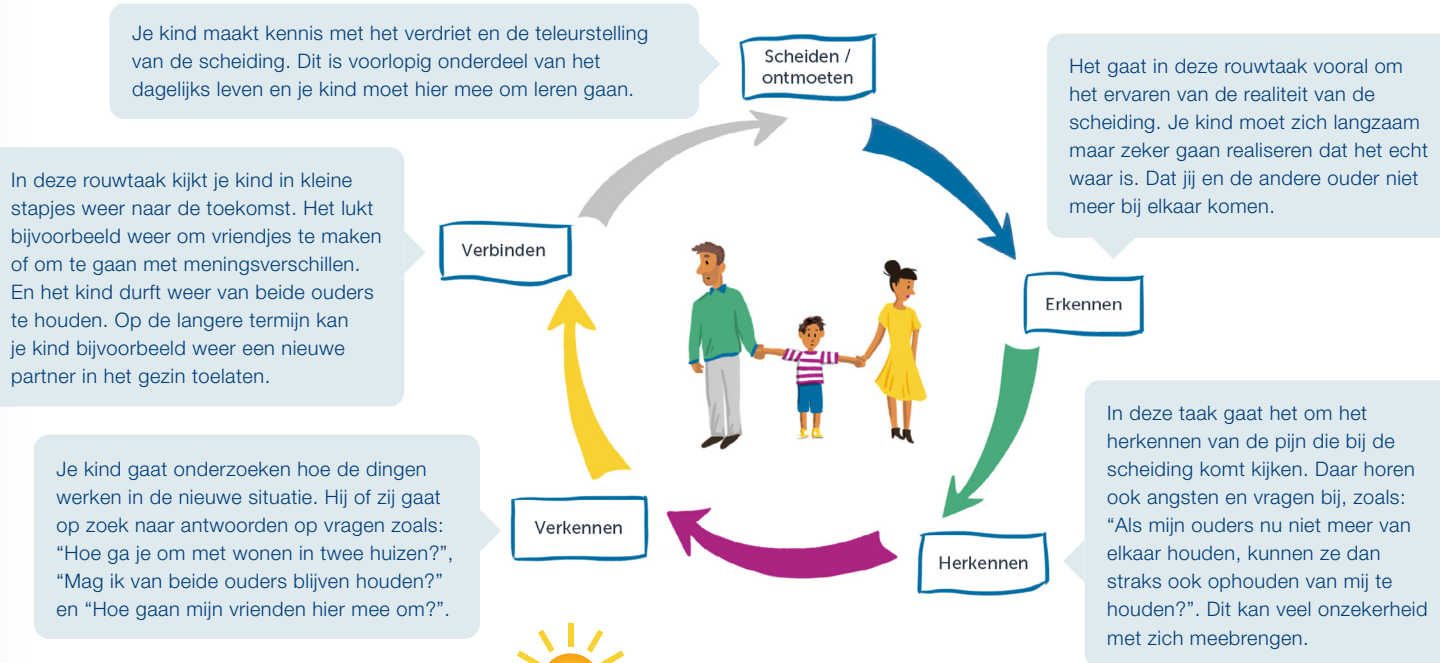 Je kind maakt kennis met het verdriet en de teleurstelling
van de scheiding. Dit is voorlopig onderdeel van het
dagelijks leven en je kind moet hier mee om leren gaan.
Scheiden /
ontmoeten
Het gaat in deze rouwtaak vooral om
het ervaren van de realiteit van de
scheiding. Je kind moet zich langzaam
maar zeker gaan realiseren dat het echt
waar is. Dat jij en de andere ouder niet
meer bij elkaar komen.
Erkennen
In deze taak gaat het om het
herkennen van de pijn die bij de
scheiding komt kijken. Daar horen
ook angsten en vragen bij, zoals:
“Als mijn ouders nu niet meer van
elkaar houden, kunnen ze dan
straks ook ophouden van mij te
houden?”. Dit kan veel onzekerheid
met zich meebrengen.
Herkennen
Je kind gaat onderzoeken hoe de dingen
werken in de nieuwe situatie. Hij of zij gaat
op zoek naar antwoorden op vragen zoals:
“Hoe ga je om met wonen in twee huizen?”,
“Mag ik van beide ouders blijven houden?”
en “Hoe gaan mijn vrienden hier mee om?”.
Verkennen
In deze rouwtaak kijkt je kind in kleine
stapjes weer naar de toekomst. Het lukt
bijvoorbeeld weer om vriendjes te maken
of om te gaan met meningsverschillen.
En het kind durft weer van beide ouders
te houden. Op de langere termijn kan
je kind bijvoorbeeld weer een nieuwe
partner in het gezin toelaten.
Verbinden